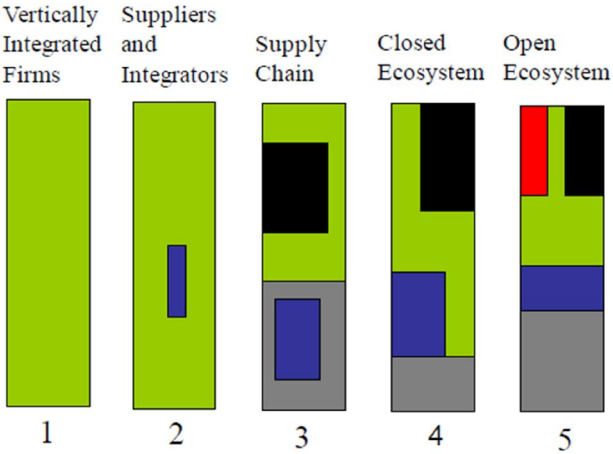 Vertically
Integrated
Firms
Suppliers
and
Integrators
Supply
Chain
Closed
Ecosystem
Open
Ecosystem
1
2
3
4
5